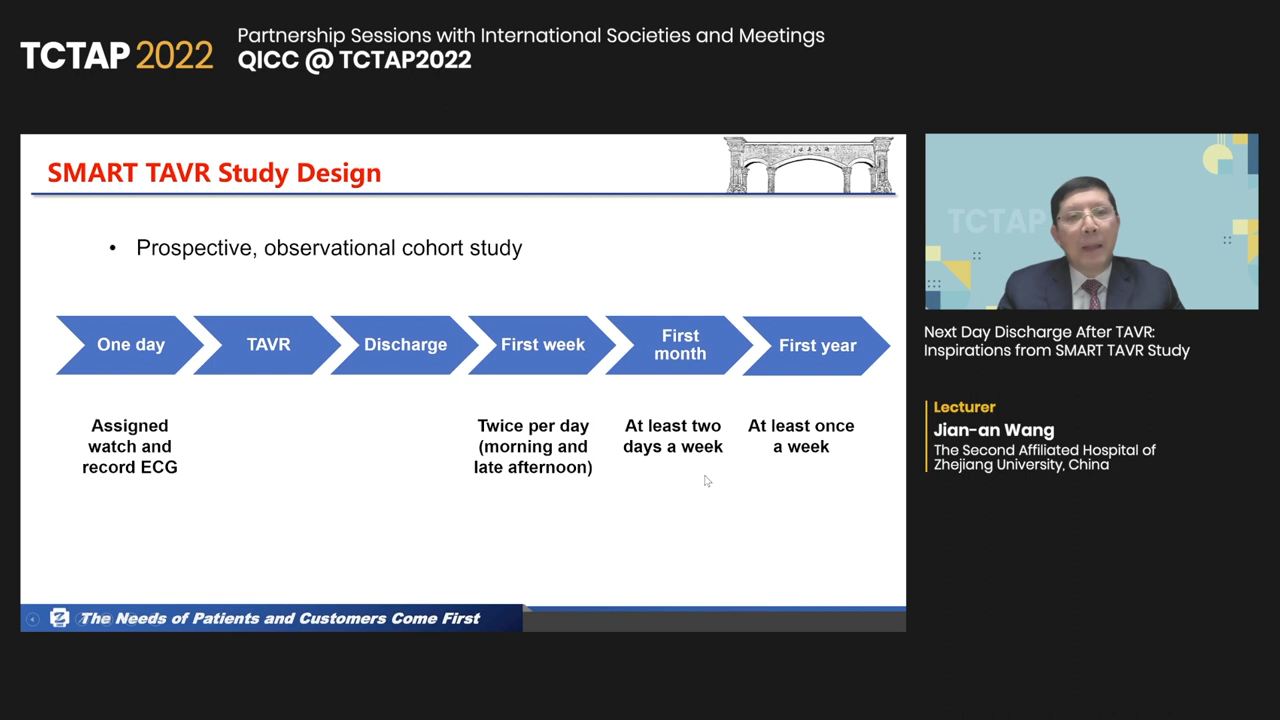 TCTAP 2022
Partnership Sessions with International Societies and Meetings
QICC @ TCTAP2022
SMART TAVR Study Design
• Prospective, observational cohort study
One day
TAVR
Discharge
First week
First
month
First year
Assigned
watch and
record ECG
Twice per day
(morning and
late afternoon)
At least two
days a week
At least once
a week
The Needs of Patients and Customers Come First
TCTAP
Next Day Discharge After TAVR:
Inspirations from SMART TAVR Study
Lecturer
Jian-an Wang
The Second Affiliated Hospital of
Zhejiang University, China